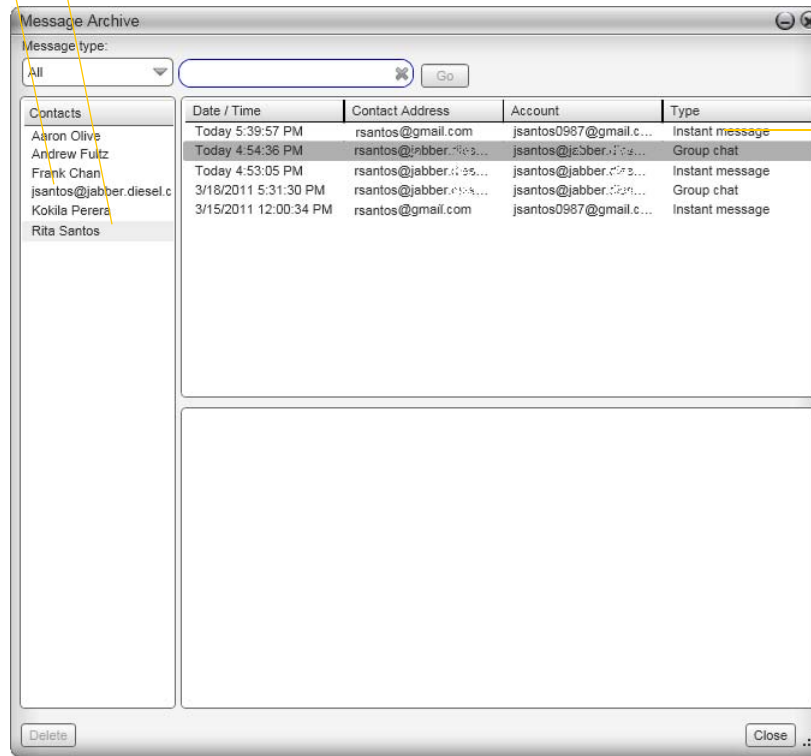 Message Archive
Message type:
All
Go
Contacts
Aaron Olive
Andrew Fultz
Frank Chan
jsantos@jabber.diesel.c
Kokila Perera
Rita Santos
Date / Time Contact Address Account Type
Today 5:39:57 PM rsantos@gmail.com jsantos0987@gmail.c... Instant message
Today 4:54:36 PM Group chat
Today 4:53:05 PM Instant message
3/18/2011 5:31:30 PM Group chat
3/15/2011 12:00:34 PM rsantos@gmail.com jsantos0987@gmail.c... Instant message
Delete
Close